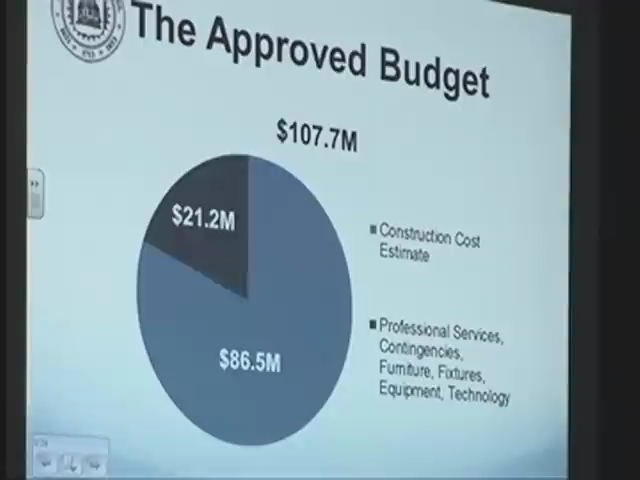 The Approved Budget
$107.7M
$21.2M
$86.5M
Construction Cost
Estimate
Professional Services,
Contingencies,
Furniture, Fixtures,
Equipment, Technology